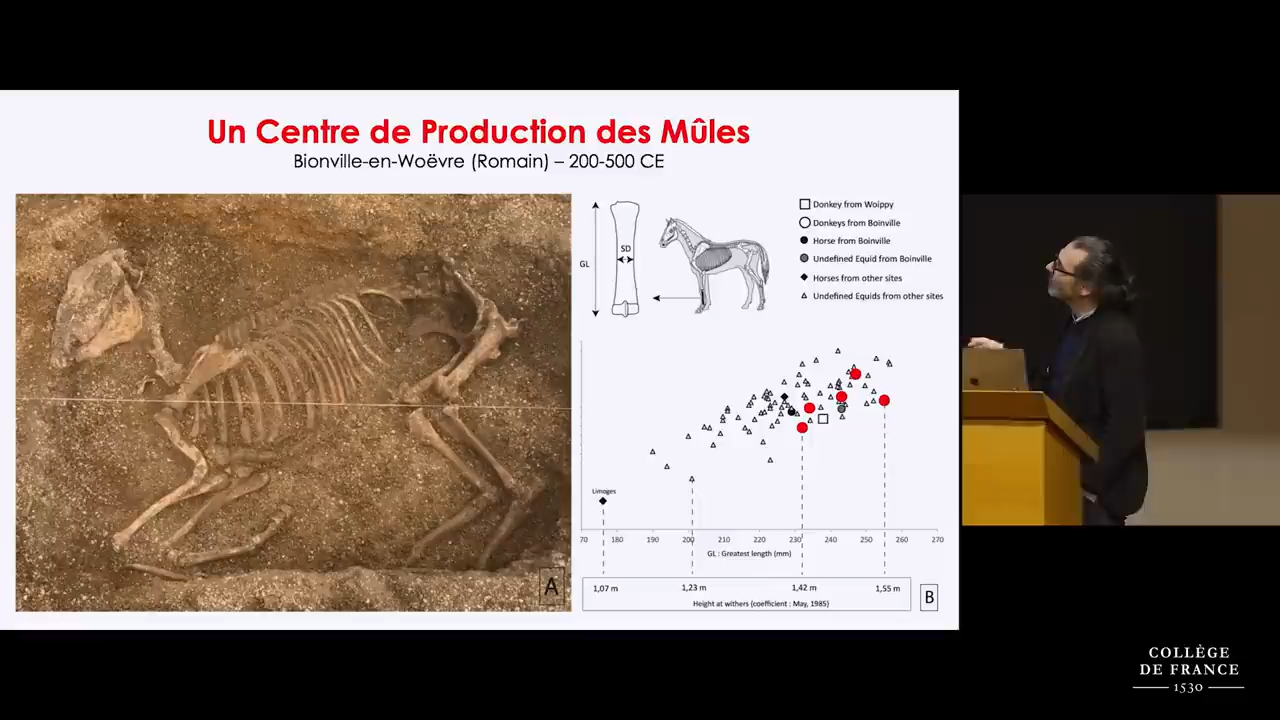 Un Centre de Production des Mûles
Bionville-en-Woëvre (Romain) – 200-500 CE
A
GL
SD
Donkey from Woippy
Donkeys from Boinville
Horse from Boinville
Undefined Equid from Boinville
Horses from other sites
Undefined Equids from other sites
Limoges
70 180 190 200 210 220 230 240 250 260 270
GL : Greatest length (mm)
1,07 m 1,23 m 1,42 m 1,55 m
Height at withers (coefficient : May, 1985)
B
COLLÈGE
DE FRANCE
1530